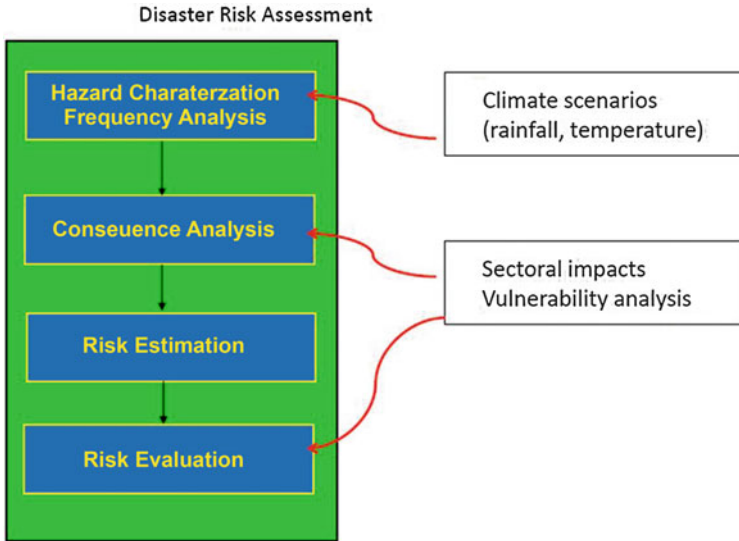 Disaster Risk Assessment
Hazard Charaterzation
Frequency Analysis
Climate scenarios
(rainfall, temperature)
Conseuence Analysis
Sectoral impacts
Vulnerability analysis
Risk Estimation
Risk Evaluation